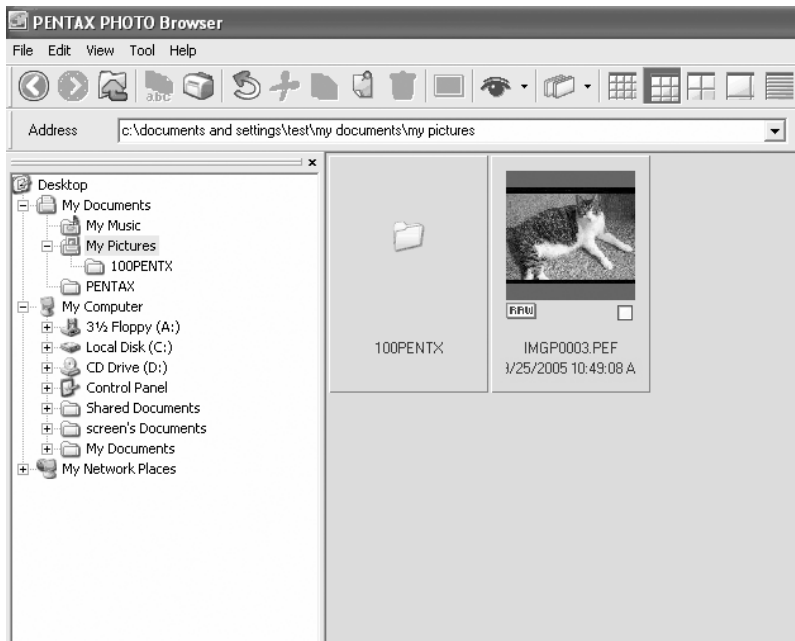 PENTAX PHOTO Browser
File Edit View Tool Help
abc
Address c:\documents and settings\test\my documents\my pictures
x
Desktop
My Documents
My Music
My Pictures
100PENTX
PENTAX
My Computer
3½ Floppy (A:)
Local Disk (C:)
CD Drive (D:)
Control Panel
Shared Documents
screen's Documents
My Documents
My Network Places
RAW
100PENTX
IMGP0003.PEF
9/25/2005 10:49:08 A